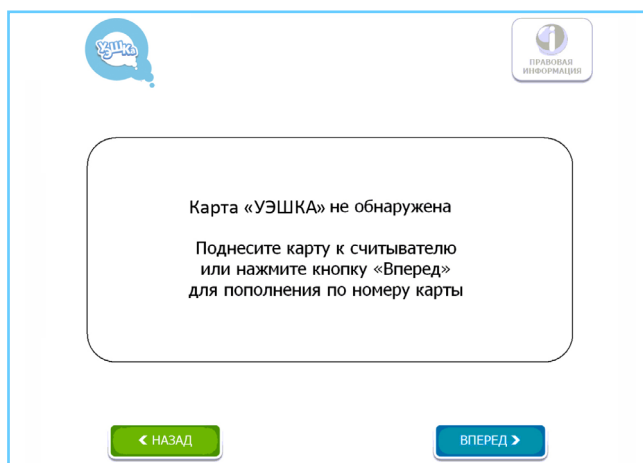 УЭШКа
ПРАВОВАЯ
ИНФОРМАЦИЯ
Карта «УЭШКА» не обнаружена
Поднесите карту к считывателю
или нажмите кнопку «Вперед»
для пополнения по номеру карты
НАЗАД
ВПЕРЕД